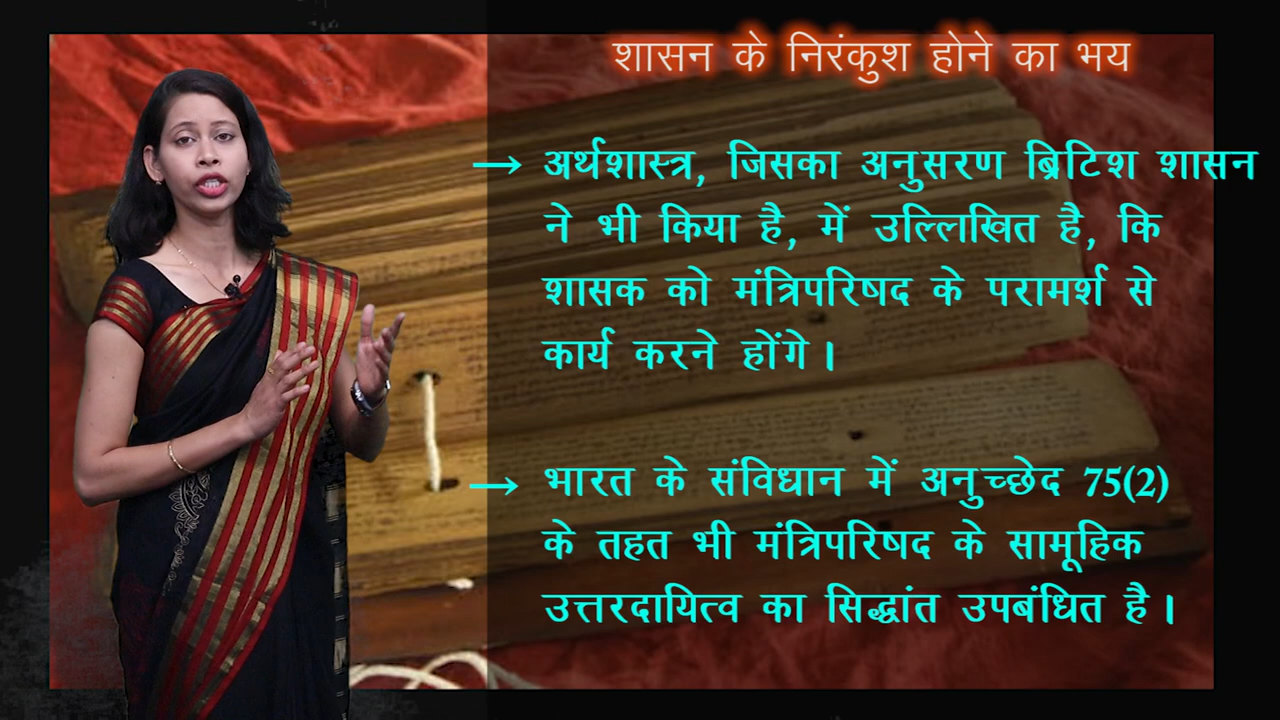 शासन के निरंकुश होने का भय
→ अर्थशास्त्र, जिसका अनुसरण ब्रिटिश शासन
ने भी किया है, में उल्लिखित है, कि
शासक को मंत्रिपरिषद के परामर्श से
कार्य करने होंगे।
→ भारत के संविधान में अनुच्छेद 75(2)
के तहत भी मंत्रिपरिषद के सामूहिक
उत्तरदायित्व का सिद्धांत उपबंधित है।